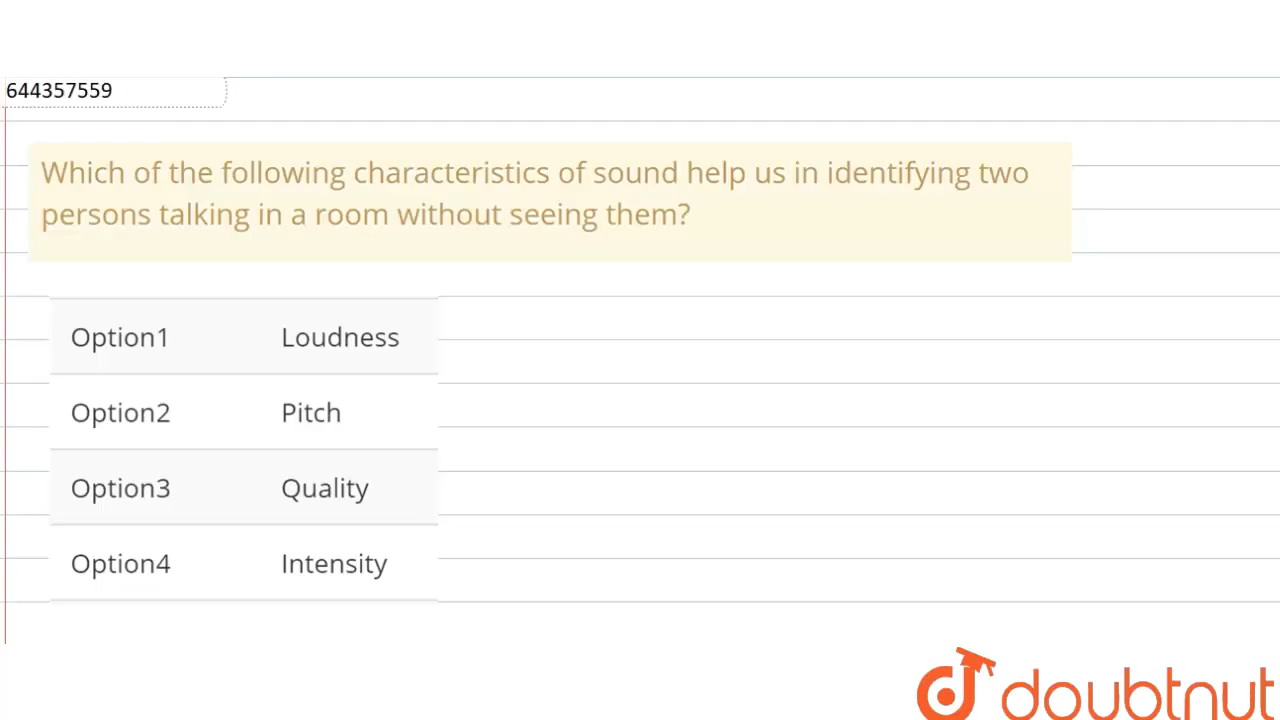 644357559
Which of the following characteristics of sound help us in identifying two
persons talking in a room without seeing them?
Option1 Loudness
Option2 Pitch
Option3 Quality
Option4 Intensity
doubtnut